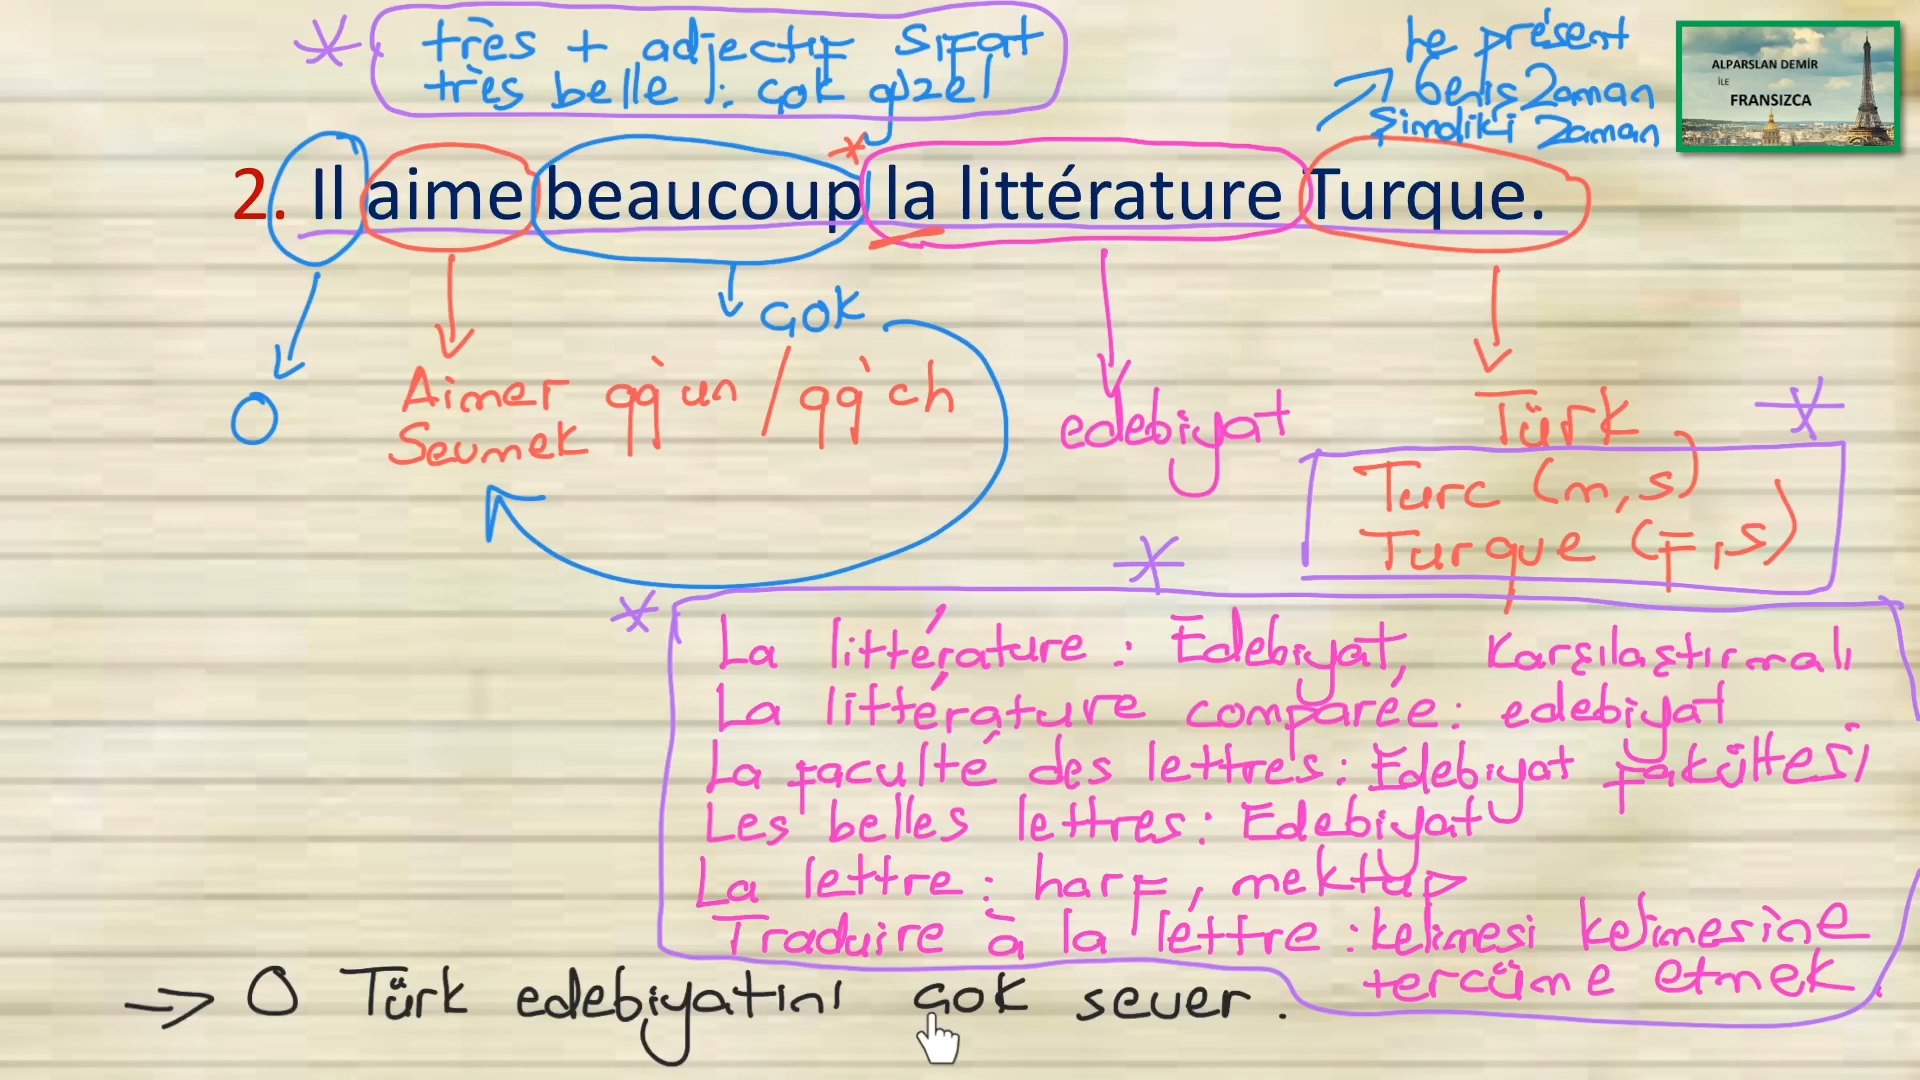 très + adjectif sıfat
très belle : çok güzel
le présent
Geniş Zaman
Şimdiki Zaman
ALPARSLAN DEMİR
İLE
FRANSIZCA
2. Il aime beaucoup la littérature Turque.
O
Aimer qq'un / qq'ch
Sevmek
çok
edebiyat
Türk
Turc (m,s)
Turque (F,s)
La littérature : Edebiyat, Karşılaştırmalı
La littérature comparée : edebiyat
La faculté des lettres : Edebiyat fakültesi
Les belles lettres : Edebiyat
La lettre : harf, mektup
Traduire à la lettre : kelimesi kelimesine
tercüme etmek.
→ O Türk edebiyatını çok sever.